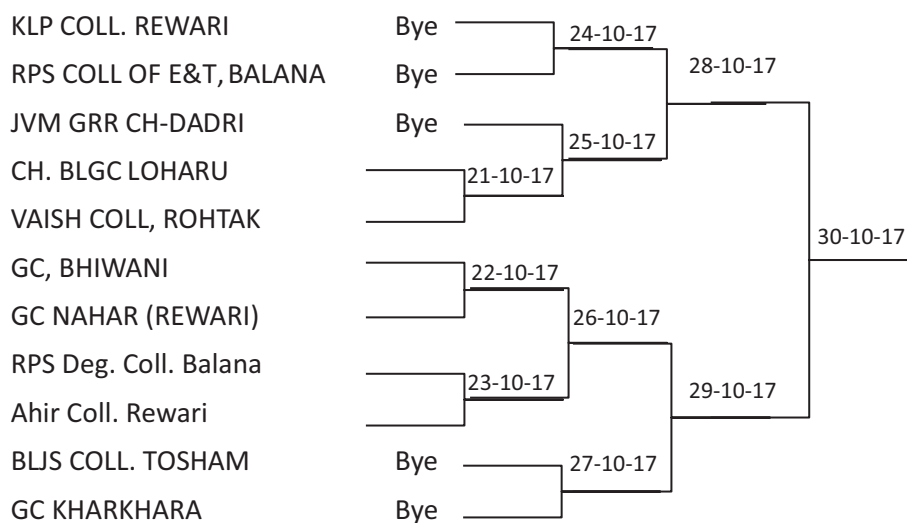 KLP COLL. REWARI Bye 24-10-17
RPS COLL OF E&T, BALANA Bye 28-10-17
JVM GRR CH-DADRI Bye 25-10-17
CH. BLGC LOHARU 21-10-17
VAISH COLL, ROHTAK 30-10-17
GC, BHIWANI 22-10-17
GC NAHAR (REWARI) 26-10-17
RPS Deg. Coll. Balana 23-10-17 29-10-17
Ahir Coll. Rewari
BLJS COLL. TOSHAM Bye 27-10-17
GC KHARKHARA Bye